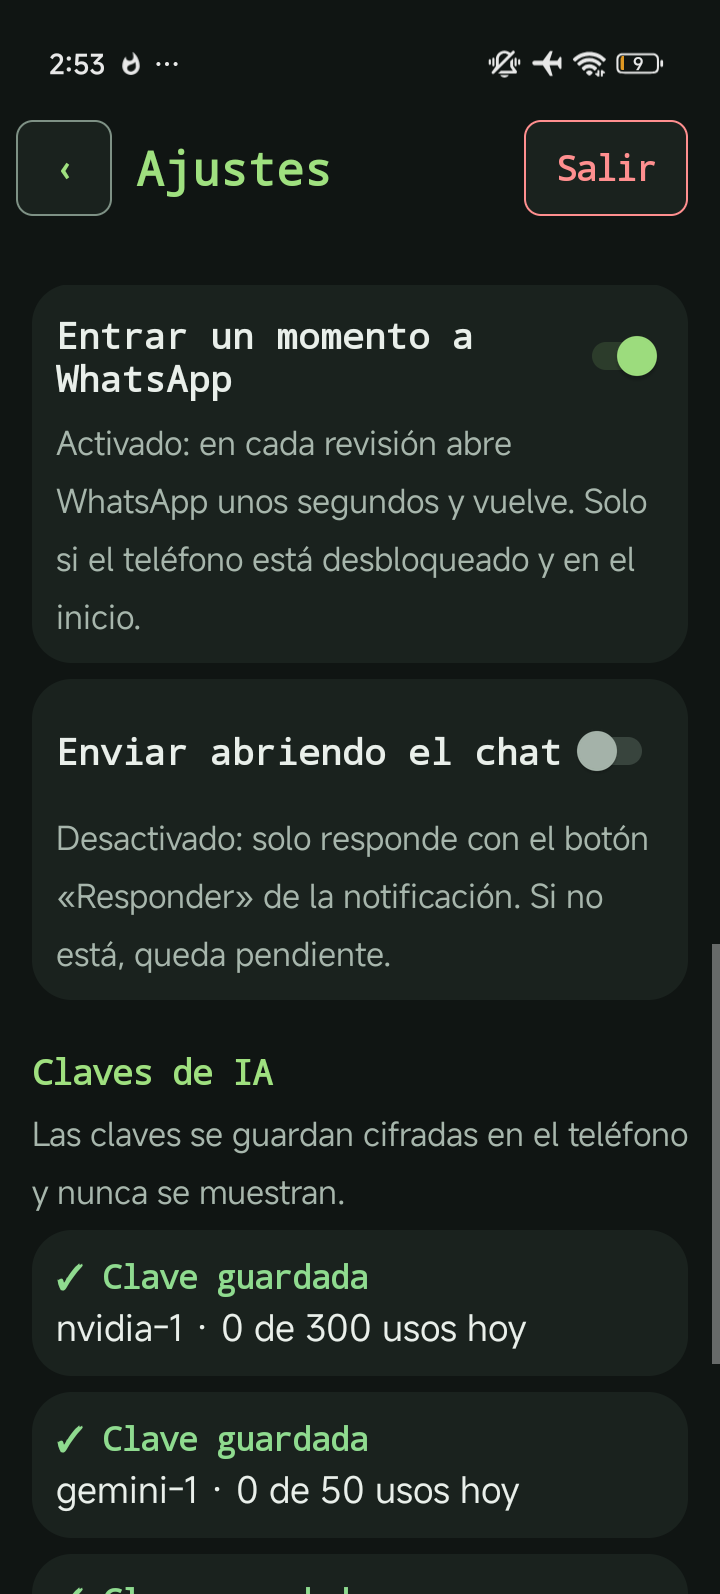 2:53
9
‹ Ajustes
Salir
Entrar un momento a
WhatsApp
Activado: en cada revisión abre
WhatsApp unos segundos y vuelve. Solo
si el teléfono está desbloqueado y en el
inicio.
Enviar abriendo el chat
Desactivado: solo responde con el botón
«Responder» de la notificación. Si no
está, queda pendiente.
Claves de IA
Las claves se guardan cifradas en el teléfono
y nunca se muestran.
✓ Clave guardada
nvidia-1 · 0 de 300 usos hoy
✓ Clave guardada
gemini-1 · 0 de 50 usos hoy